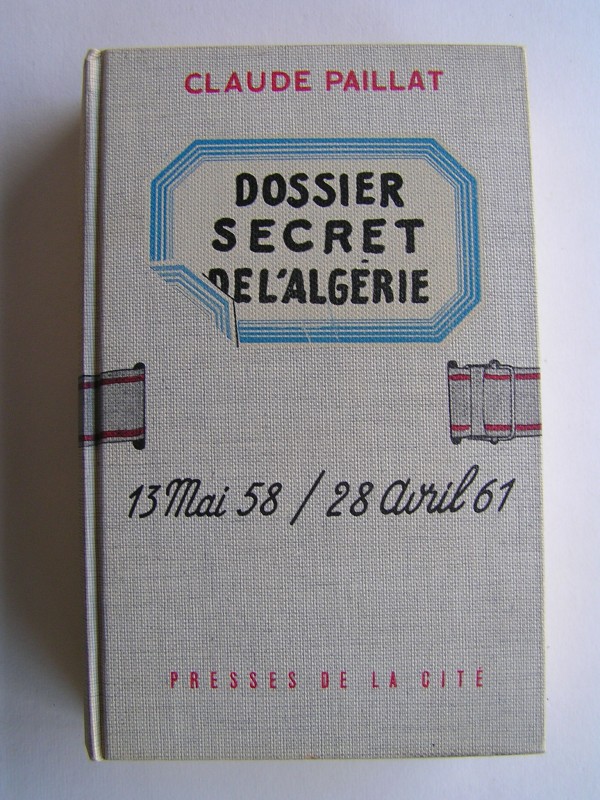 CLAUDE PAILLAT
DOSSIER
SECRET
DE L'ALGÉRIE
13 Mai 58 / 28 Avril 61
PRESSES DE LA CITÉ